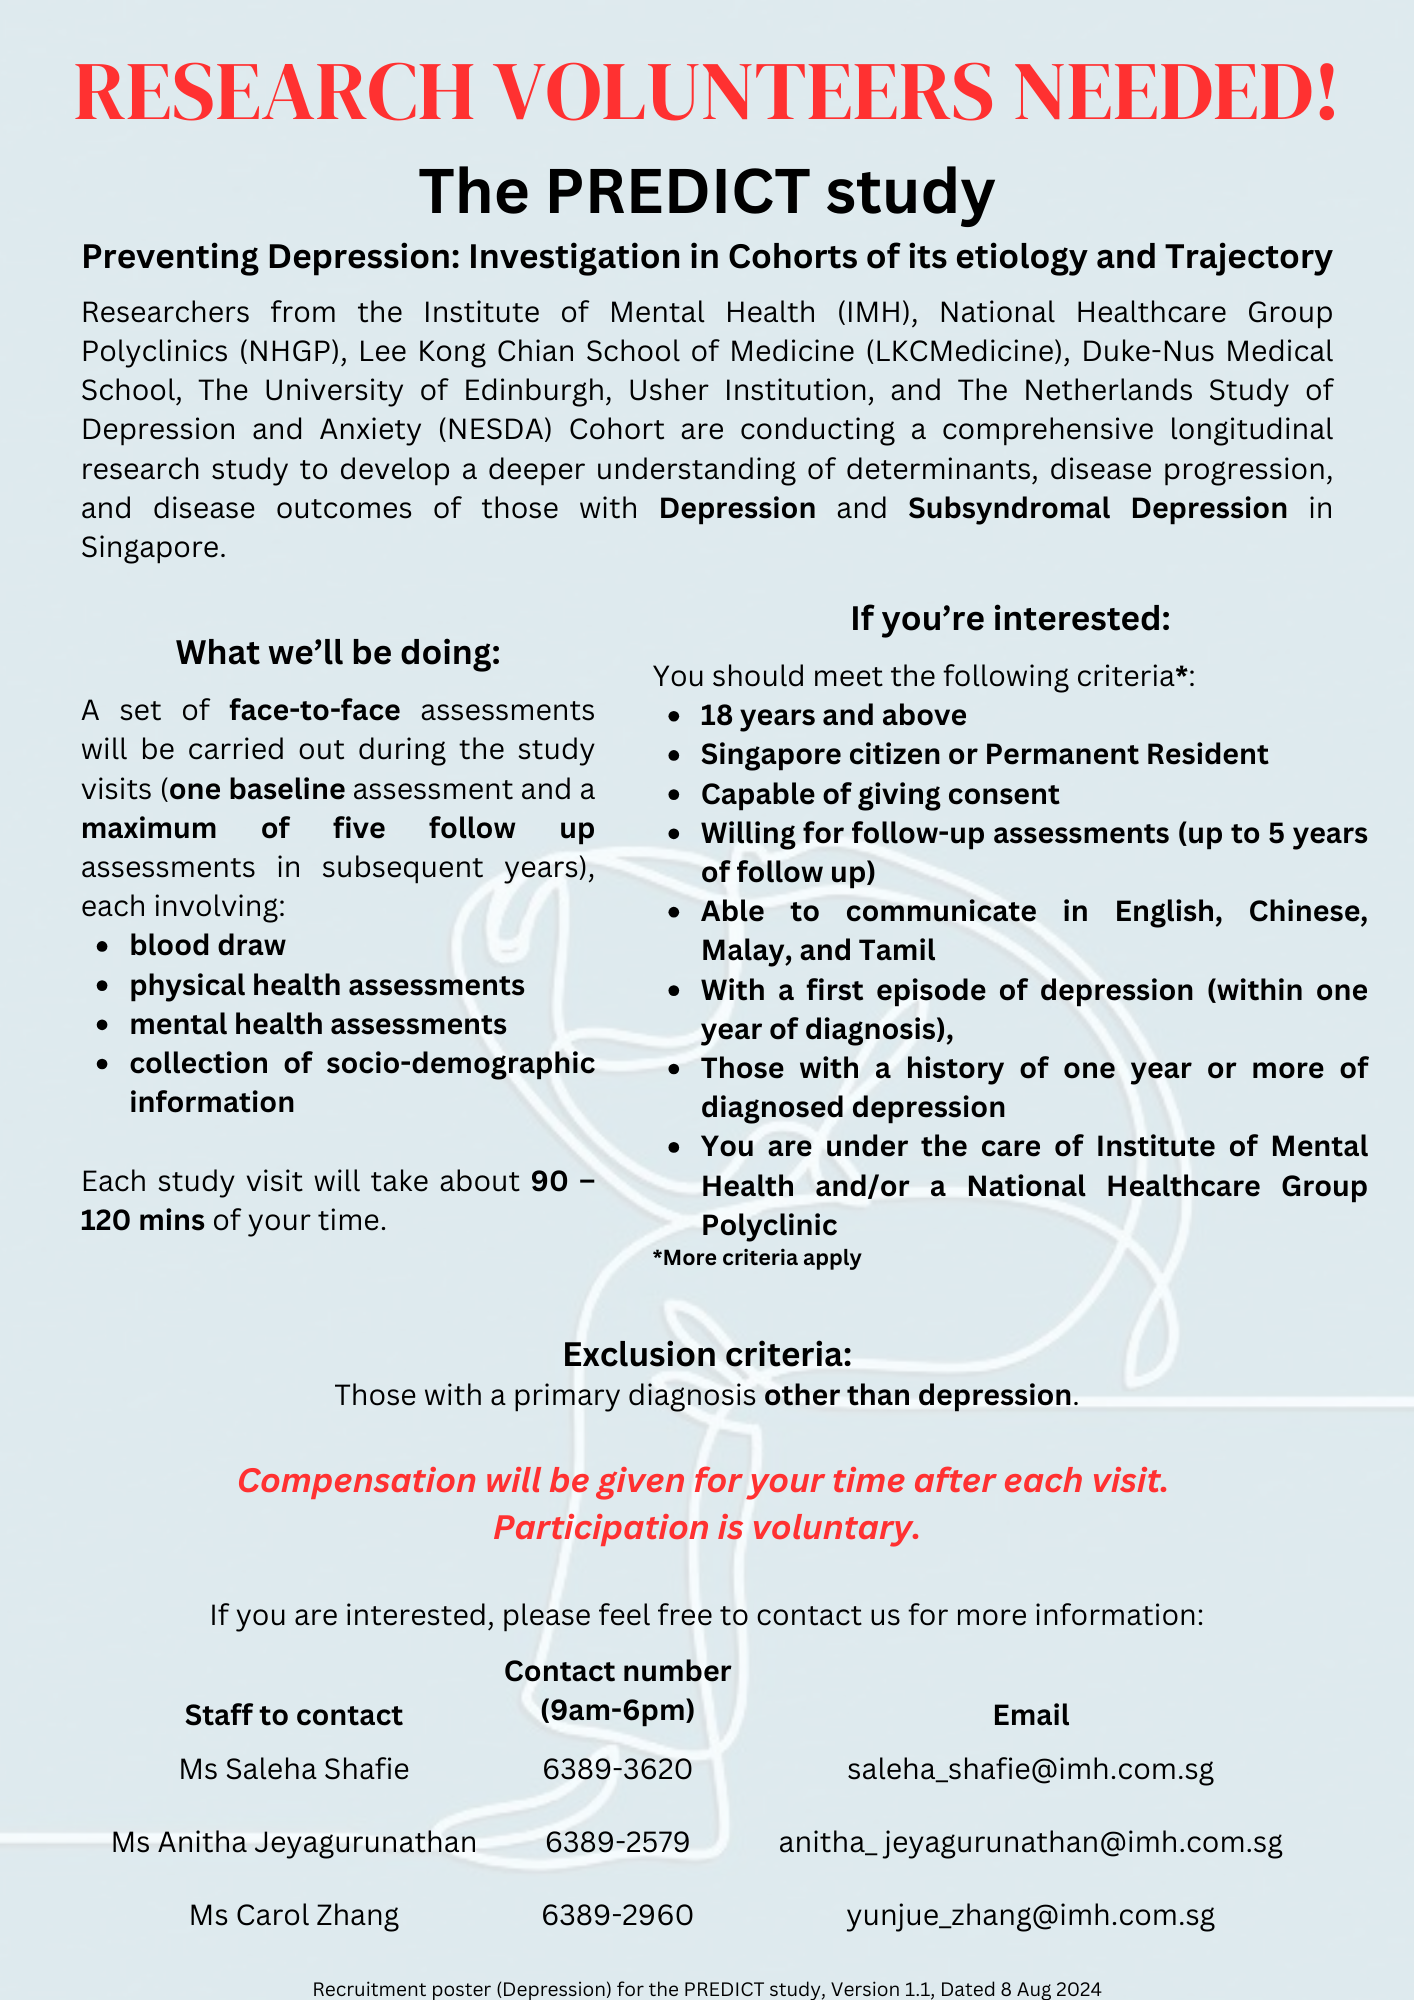 RESEARCH VOLUNTEERS NEEDED!
The PREDICT study
Preventing Depression: Investigation in Cohorts of its etiology and Trajectory
Researchers from the Institute of Mental Health (IMH), National Healthcare Group
Polyclinics (NHGP), Lee Kong Chian School of Medicine (LKCMedicine), Duke-Nus Medical
School, The University of Edinburgh, Usher Institution, and The Netherlands Study of
Depression and Anxiety (NESDA) Cohort are conducting a comprehensive longitudinal
research study to develop a deeper understanding of determinants, disease progression,
and disease outcomes of those with Depression and Subsyndromal Depression in
Singapore.
What we’ll be doing:
A set of face-to-face assessments
will be carried out during the study
visits (one baseline assessment and a
maximum of five follow up
assessments in subsequent years),
each involving:
• blood draw
• physical health assessments
• mental health assessments
• collection of socio-demographic
information
Each study visit will take about 90 –
120 mins of your time.
If you’re interested:
You should meet the following criteria*:
• 18 years and above
• Singapore citizen or Permanent Resident
• Capable of giving consent
• Willing for follow-up assessments (up to 5 years
of follow up)
• Able to communicate in English, Chinese,
Malay, and Tamil
• With a first episode of depression (within one
year of diagnosis),
• Those with a history of one year or more of
diagnosed depression
• You are under the care of Institute of Mental
Health and/or a National Healthcare Group
Polyclinic
*More criteria apply
Exclusion criteria:
Those with a primary diagnosis other than depression.
Compensation will be given for your time after each visit.
Participation is voluntary.
If you are interested, please feel free to contact us for more information:
Staff to contact Contact number (9am-6pm) Email
Ms Saleha Shafie 6389-3620 saleha_shafie@imh.com.sg
Ms Anitha Jeyagurunathan 6389-2579 anitha_jeyagurunathan@imh.com.sg
Ms Carol Zhang 6389-2960 yunjue_zhang@imh.com.sg
Recruitment poster (Depression) for the PREDICT study, Version 1.1, Dated 8 Aug 2024